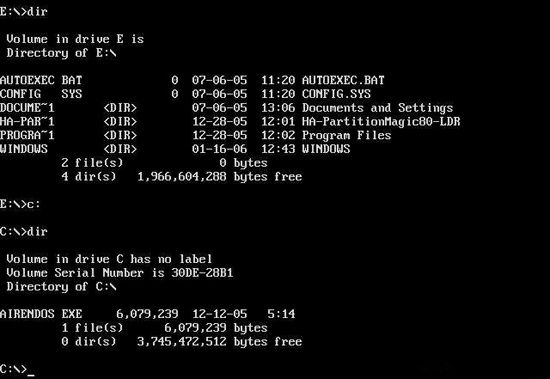 E:\>dir
Volume in drive E is
Directory of E:\
AUTOEXEC BAT 0 07-06-05 11:20 AUTOEXEC.BAT
CONFIG SYS 0 07-06-05 11:20 CONFIG.SYS
DOCUME~1 <DIR> 07-06-05 13:06 Documents and Settings
HA-PAR~1 <DIR> 12-28-05 12:01 HA-PartitionMagic80-LDR
PROGRA~1 <DIR> 12-28-05 12:02 Program Files
WINDOWS <DIR> 01-16-06 12:43 WINDOWS
2 file(s) 0 bytes
4 dir(s) 1,966,604,288 bytes free
E:\>c:
C:\>dir
Volume in drive C has no label
Volume Serial Number is 30DE-28B1
Directory of C:\
AIRENDOS EXE 6,079,239 12-12-05 5:14
1 file(s) 6,079,239 bytes
0 dir(s) 3,745,472,512 bytes free
C:\>_